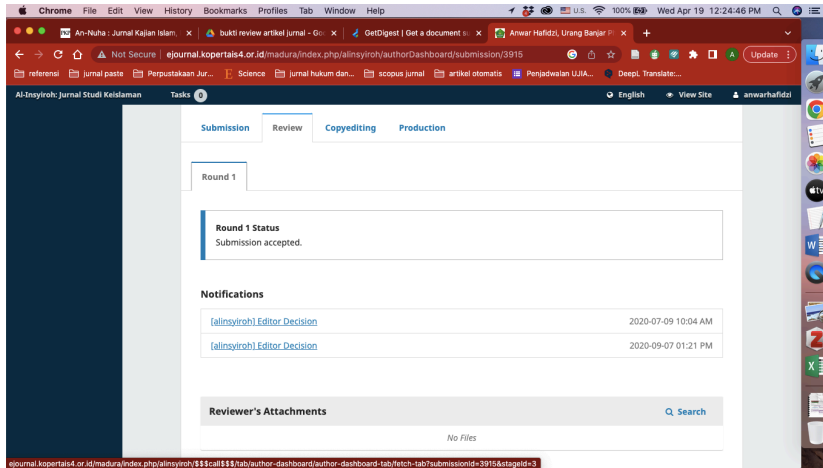 Chrome File Edit View History Bookmarks Profiles Tab Window Help U.S. 100% Wed Apr 19 12:24:46 PM
An-Nuha : Jurnal Kajian Islam, bukti review artikel jurnal - Goo GetDigest | Get a document su Anwar Hafidzi, Urang Banjar Pe
Not Secure ejournal.kopertais4.or.id/madura/index.php/alinsyiroh/authorDashboard/submission/3915 Update
referensi jurnal paste Perpustakaan Jur... Science jurnal hukum dan... scopus jurnal artikel otomatis Penjadwalan UJIA... DeepL Translate:...
Al-Insyiroh: Jurnal Studi Keislaman Tasks 0 English View Site anwarhafidzi
Submission Review Copyediting Production
Round 1
Round 1 Status
Submission accepted.
Notifications
[alinsyiroh] Editor Decision 2020-07-09 10:04 AM
[alinsyiroh] Editor Decision 2020-09-07 01:21 PM
Reviewer's Attachments Search
No Files
ejournal.kopertais4.or.id/madura/index.php/alinsyiroh/$$$call$$$/tab/author-dashboard/author-dashboard-tab/fetch-tab?submissionId=3915&stageId=3